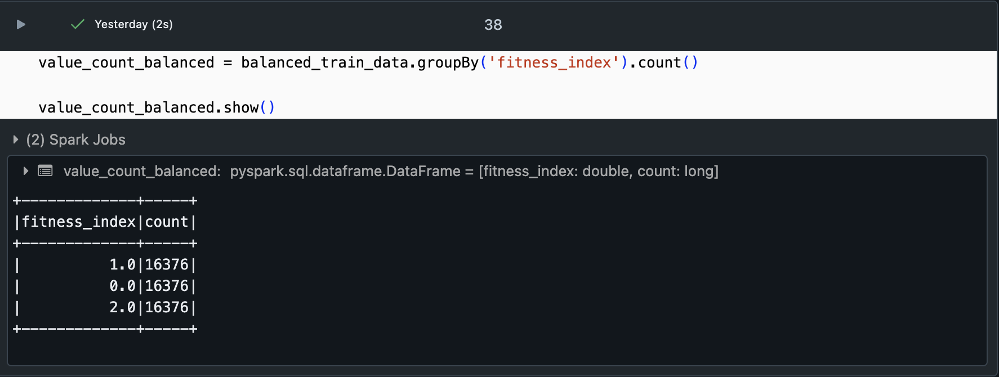 Yesterday (2s)
38
value_count_balanced = balanced_train_data.groupBy('fitness_index').count()
value_count_balanced.show()
(2) Spark Jobs
value_count_balanced: pyspark.sql.dataframe.DataFrame = [fitness_index: double, count: long]
+-------------+-----+
|fitness_index|count|
+-------------+-----+
|          1.0|16376|
|          0.0|16376|
|          2.0|16376|
+-------------+-----+